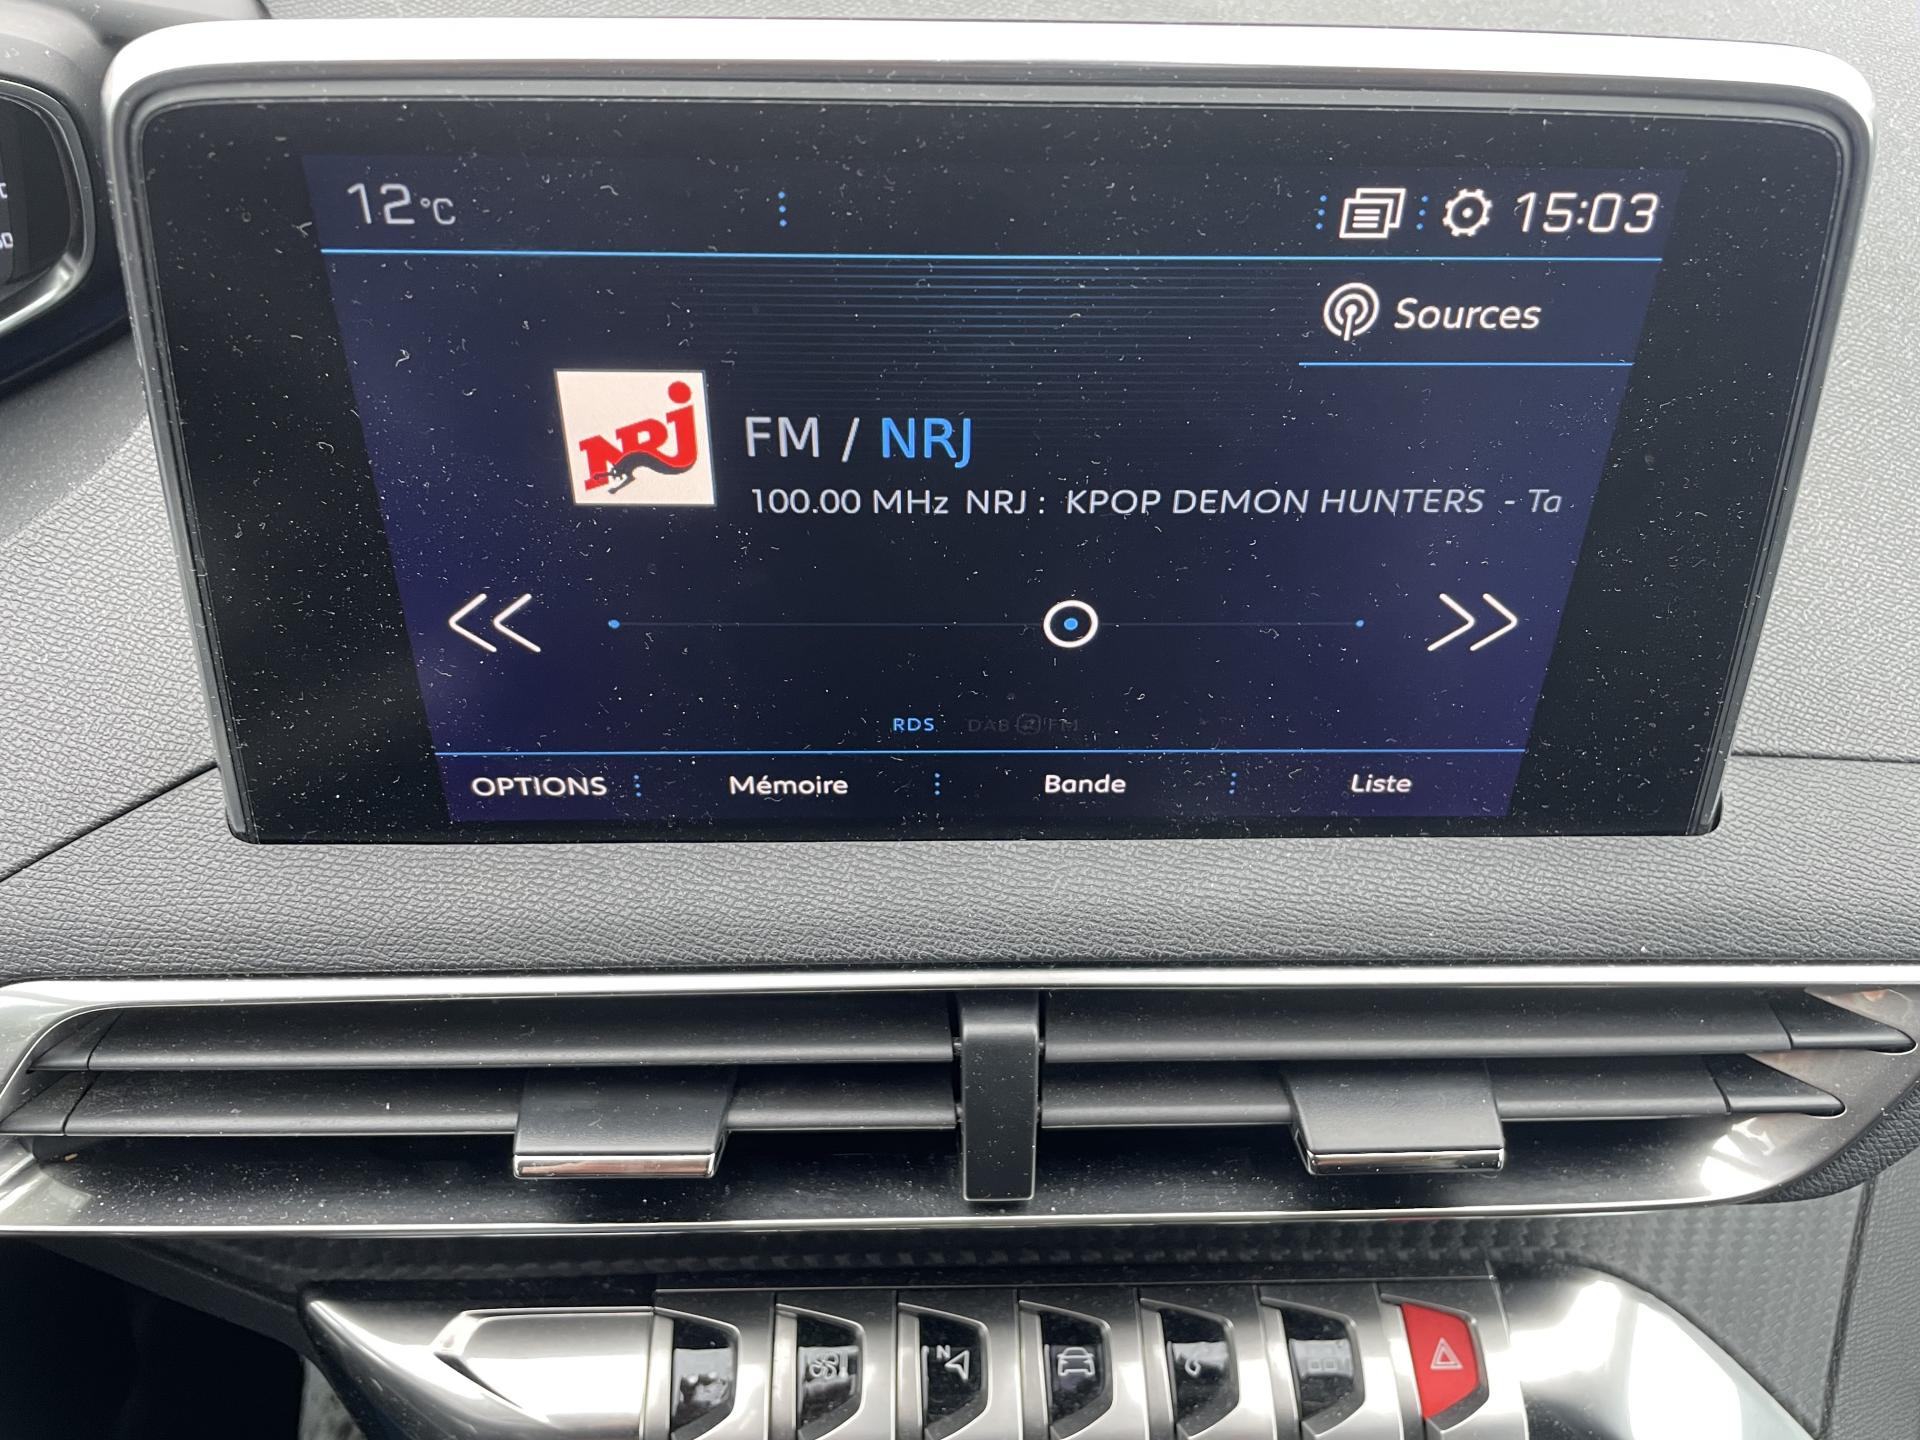 12°C
15:03
Sources
NRJ
FM / NRJ
100.00 MHz NRJ : KPOP DEMON HUNTERS - Ta
RDS DAB FM
OPTIONS Mémoire Bande Liste
N